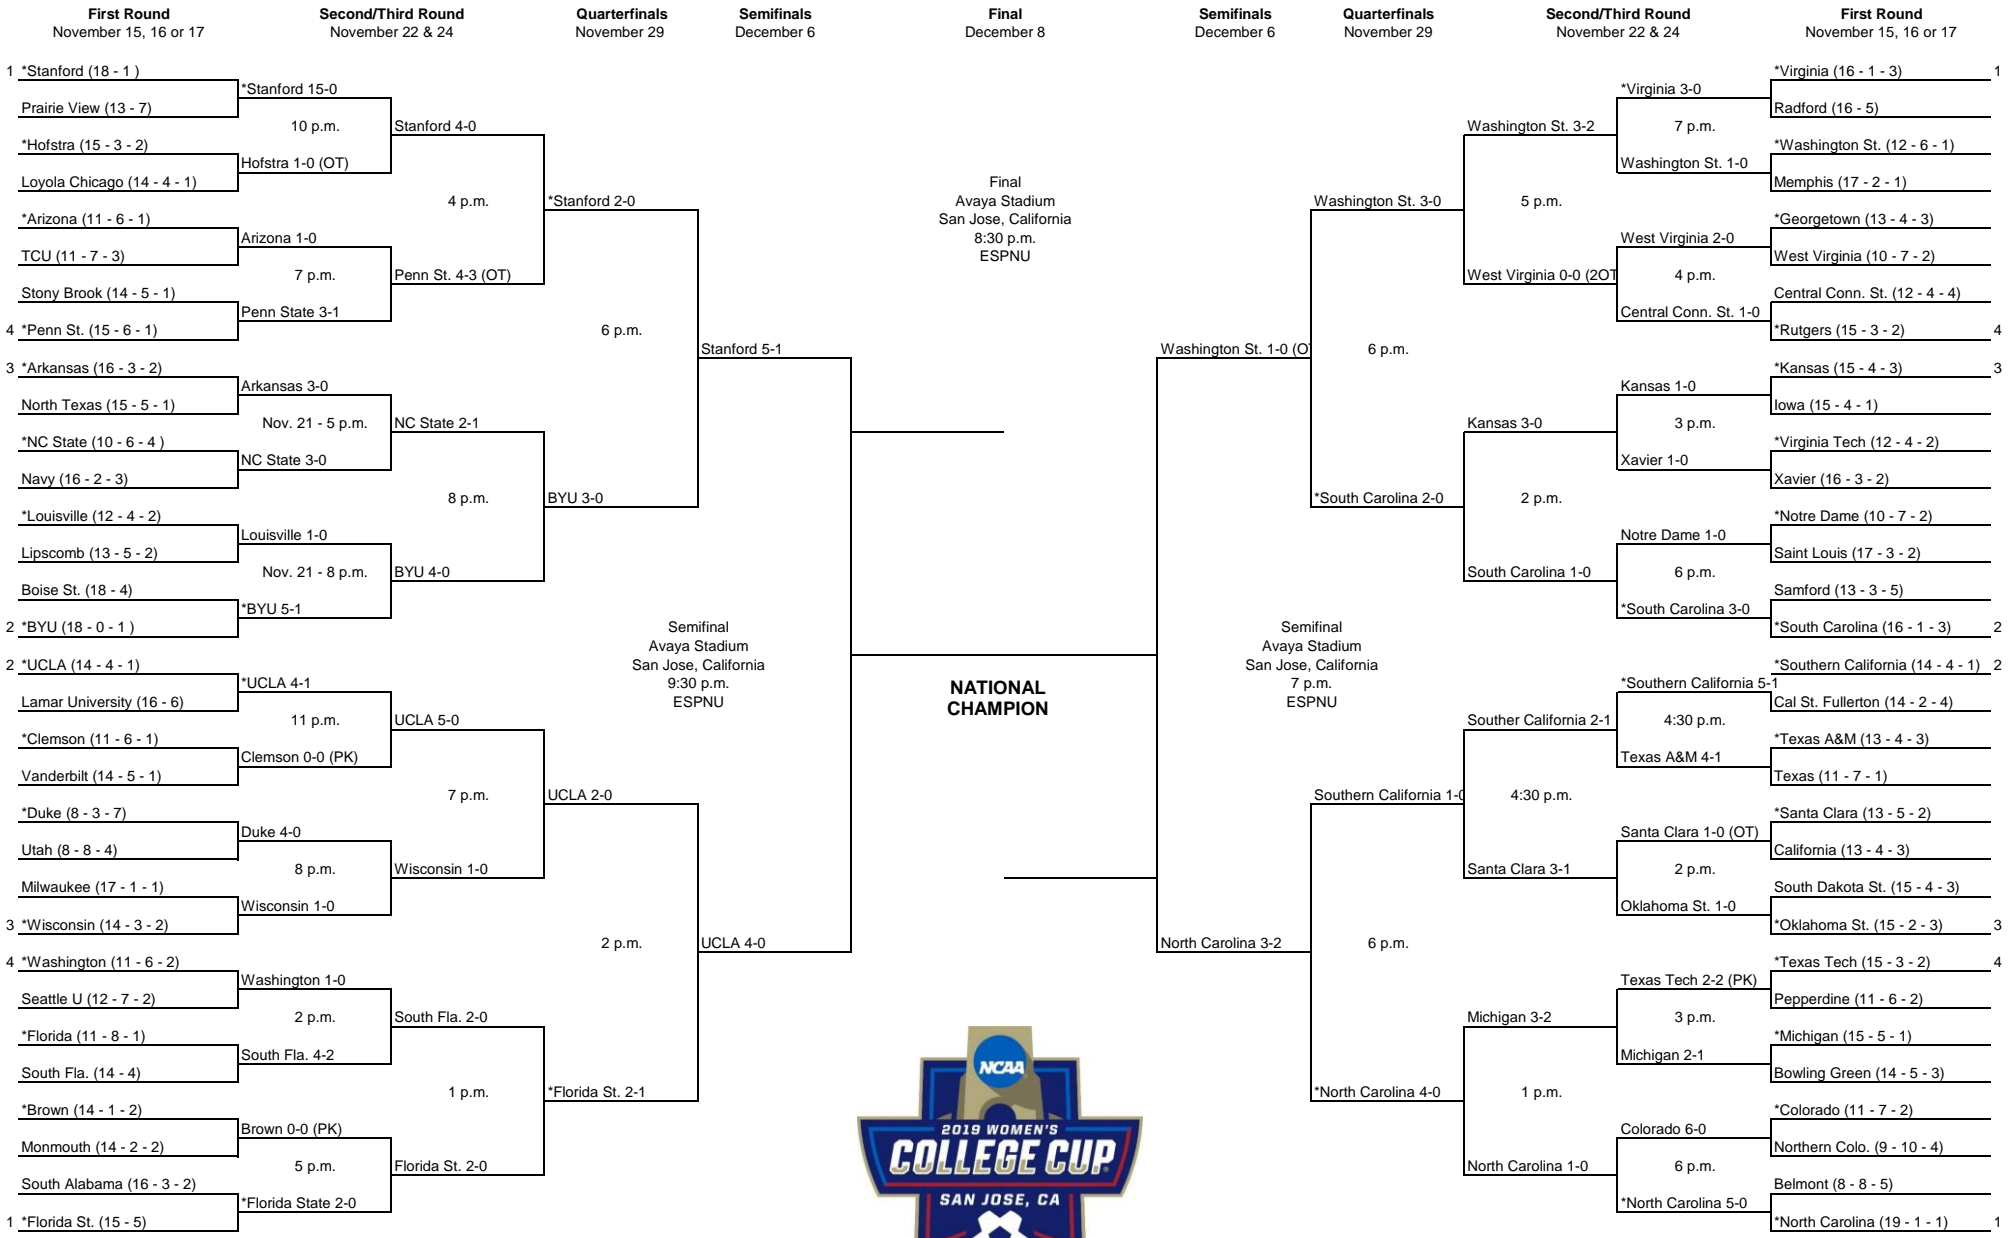 First Round
November 15, 16 or 17
Second/Third Round
November 22 & 24
Quarterfinals
November 29
Semifinals
December 6
Final
December 8
Semifinals
December 6
Quarterfinals
November 29
Second/Third Round
November 22 & 24
First Round
November 15, 16 or 17
1 *Stanford (18 - 1 )
Prairie View (13 - 7)
*Hofstra (15 - 3 - 2)
Loyola Chicago (14 - 4 - 1)
*Arizona (11 - 6 - 1)
TCU (11 - 7 - 3)
Stony Brook (14 - 5 - 1)
4 *Penn St. (15 - 6 - 1)
3 *Arkansas (16 - 3 - 2)
North Texas (15 - 5 - 1)
*NC State (10 - 6 - 4 )
Navy (16 - 2 - 3)
*Louisville (12 - 4 - 2)
Lipscomb (13 - 5 - 2)
Boise St. (18 - 4)
2 *BYU (18 - 0 - 1 )
2 *UCLA (14 - 4 - 1)
Lamar University (16 - 6)
*Clemson (11 - 6 - 1)
Vanderbilt (14 - 5 - 1)
*Duke (8 - 3 - 7)
Utah (8 - 8 - 4)
Milwaukee (17 - 1 - 1)
3 *Wisconsin (14 - 3 - 2)
4 *Washington (11 - 6 - 2)
Seattle U (12 - 7 - 2)
*Florida (11 - 8 - 1)
South Fla. (14 - 4)
*Brown (14 - 1 - 2)
Monmouth (14 - 2 - 2)
South Alabama (16 - 3 - 2)
1 *Florida St. (15 - 5)
*Stanford 15-0
10 p.m.
Hofstra 1-0 (OT)
Arizona 1-0
7 p.m.
Penn State 3-1
Arkansas 3-0
Nov. 21 - 5 p.m.
NC State 3-0
Louisville 1-0
Nov. 21 - 8 p.m.
*BYU 5-1
*UCLA 4-1
11 p.m.
Clemson 0-0 (PK)
Duke 4-0
8 p.m.
Wisconsin 1-0
Washington 1-0
2 p.m.
South Fla. 4-2
Brown 0-0 (PK)
5 p.m.
*Florida State 2-0
Stanford 4-0
4 p.m.
Penn St. 4-3 (OT)
NC State 2-1
8 p.m.
BYU 4-0
UCLA 5-0
7 p.m.
Wisconsin 1-0
South Fla. 2-0
1 p.m.
Florida St. 2-0
*Stanford 2-0
6 p.m.
BYU 3-0
UCLA 2-0
2 p.m.
*Florida St. 2-1
Stanford 5-1
Semifinal
Avaya Stadium
San Jose, California
9:30 p.m.
ESPNU
UCLA 4-0
Final
Avaya Stadium
San Jose, California
8:30 p.m.
ESPNU
NATIONAL
CHAMPION
NCAA
2019 WOMEN'S
COLLEGE CUP
SAN JOSE, CA
Washington St. 1-0 (O
Semifinal
Avaya Stadium
San Jose, California
7 p.m.
ESPNU
North Carolina 3-2
Washington St. 3-0
6 p.m.
*South Carolina 2-0
Southern California 1-0
6 p.m.
*North Carolina 4-0
Washington St. 3-2
5 p.m.
West Virginia 0-0 (2OT
Kansas 3-0
2 p.m.
South Carolina 1-0
Souther California 2-1
4:30 p.m.
Santa Clara 3-1
Michigan 3-2
1 p.m.
North Carolina 1-0
*Virginia 3-0
7 p.m.
Washington St. 1-0
West Virginia 2-0
4 p.m.
Central Conn. St. 1-0
Kansas 1-0
3 p.m.
Xavier 1-0
Notre Dame 1-0
6 p.m.
*South Carolina 3-0
*Southern California 5-1
4:30 p.m.
Texas A&M 4-1
Santa Clara 1-0 (OT)
2 p.m.
Oklahoma St. 1-0
Texas Tech 2-2 (PK)
3 p.m.
Michigan 2-1
Colorado 6-0
6 p.m.
*North Carolina 5-0
*Virginia (16 - 1 - 3) 1
Radford (16 - 5)
*Washington St. (12 - 6 - 1)
Memphis (17 - 2 - 1)
*Georgetown (13 - 4 - 3)
West Virginia (10 - 7 - 2)
Central Conn. St. (12 - 4 - 4)
*Rutgers (15 - 3 - 2) 4
*Kansas (15 - 4 - 3) 3
Iowa (15 - 4 - 1)
*Virginia Tech (12 - 4 - 2)
Xavier (16 - 3 - 2)
*Notre Dame (10 - 7 - 2)
Saint Louis (17 - 3 - 2)
Samford (13 - 3 - 5)
*South Carolina (16 - 1 - 3) 2
*Southern California (14 - 4 - 1) 2
Cal St. Fullerton (14 - 2 - 4)
*Texas A&M (13 - 4 - 3)
Texas (11 - 7 - 1)
*Santa Clara (13 - 5 - 2)
California (13 - 4 - 3)
South Dakota St. (15 - 4 - 3)
*Oklahoma St. (15 - 2 - 3) 3
*Texas Tech (15 - 3 - 2) 4
Pepperdine (11 - 6 - 2)
*Michigan (15 - 5 - 1)
Bowling Green (14 - 5 - 3)
*Colorado (11 - 7 - 2)
Northern Colo. (9 - 10 - 4)
Belmont (8 - 8 - 5)
*North Carolina (19 - 1 - 1) 1